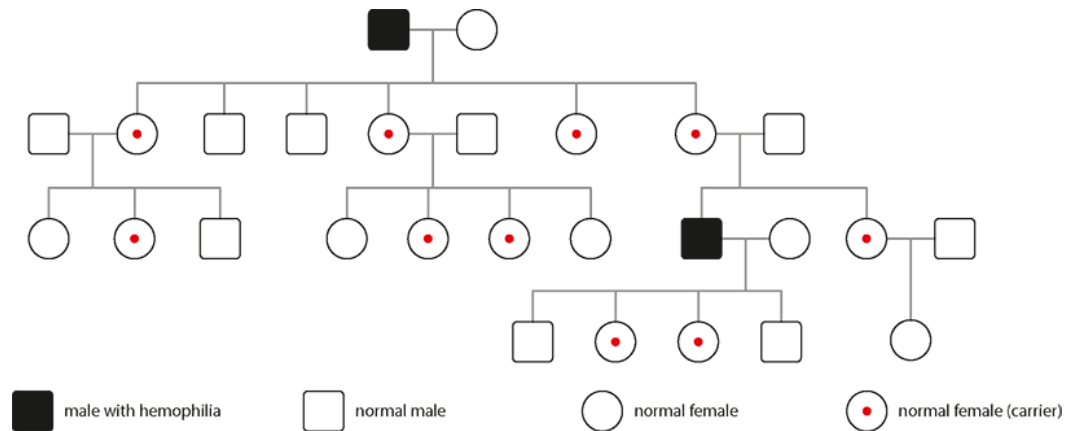 male with hemophilia
normal male
normal female
normal female (carrier)